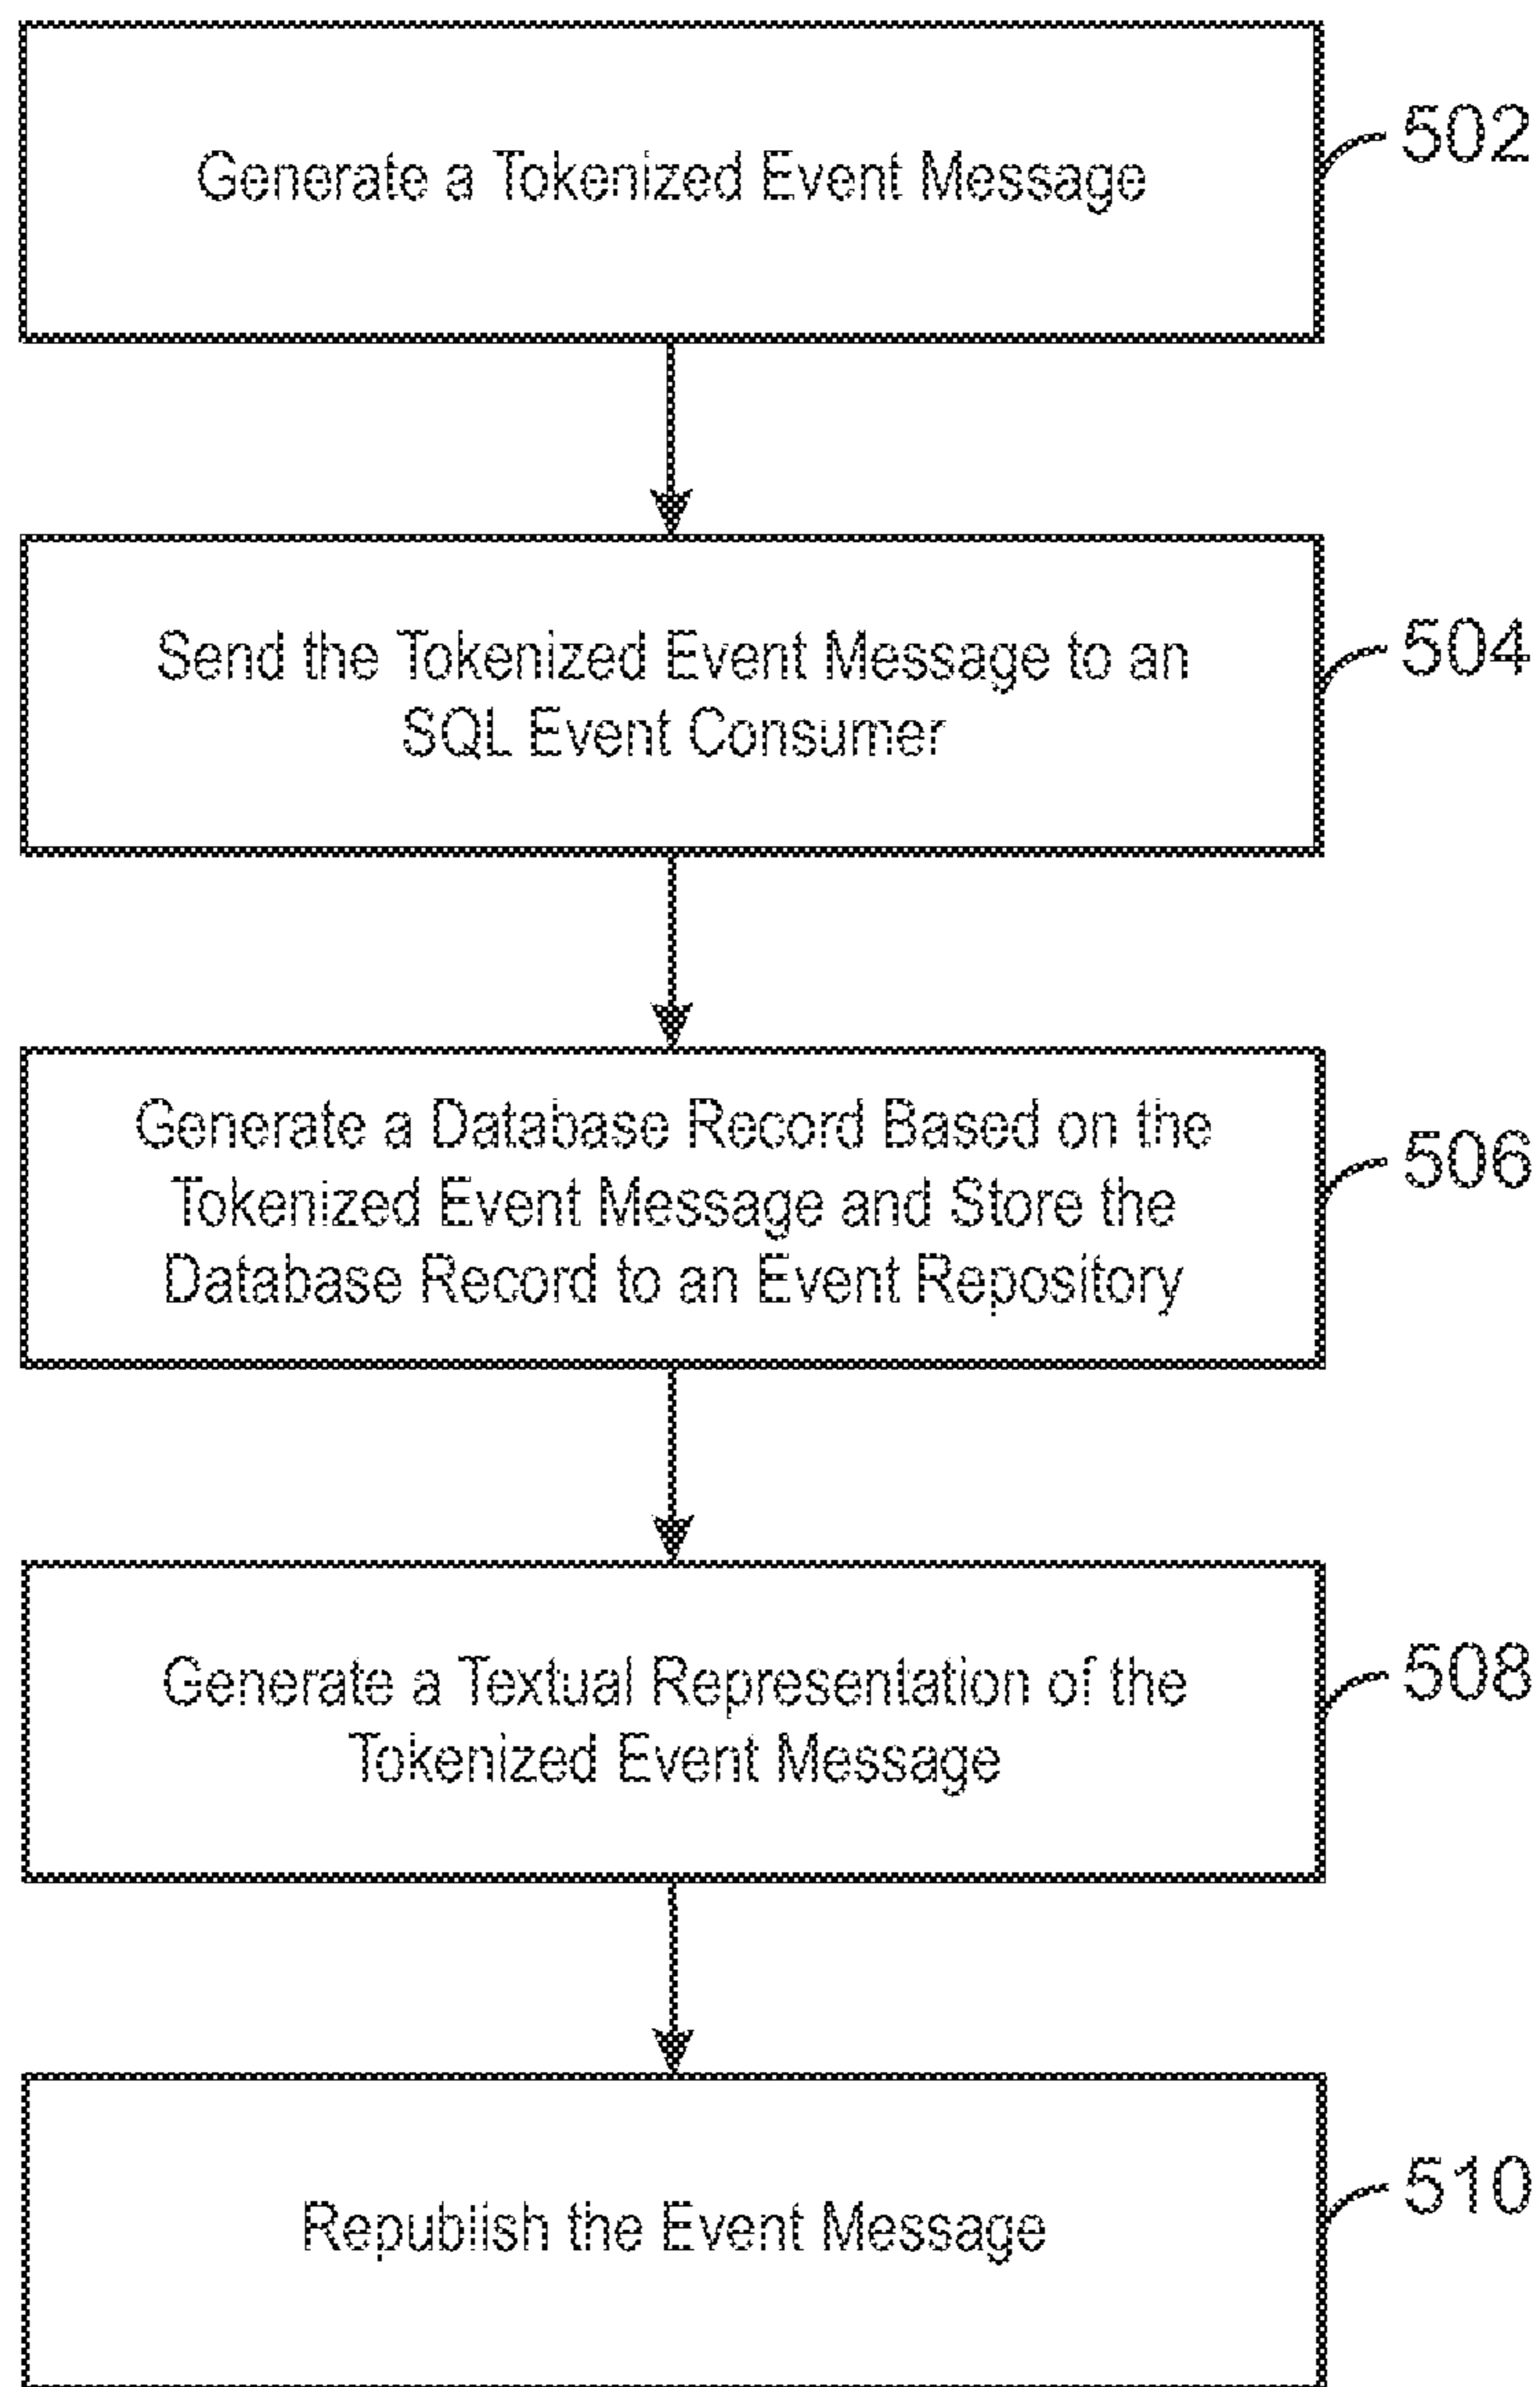 Generate a Tokenized Event Message
502
Send the Tokenized Event Message to an
SQL Event Consumer
504
Generate a Database Record Based on the
Tokenized Event Message and Store the
Database Record to an Event Repository
506
Generate a Textual Representation of the
Tokenized Event Message
508
Republish the Event Message
510